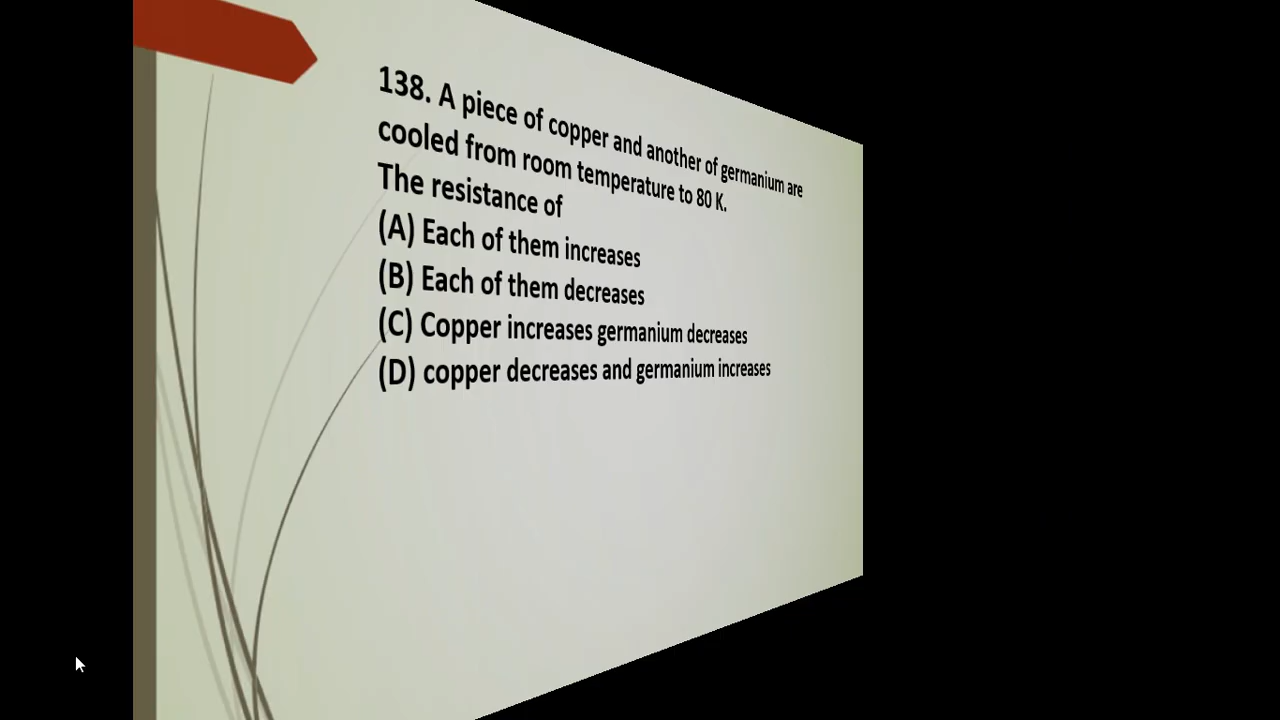 138. A piece of copper and another of germanium are
cooled from room temperature to 80 K.
The resistance of
(A) Each of them increases
(B) Each of them decreases
(C) Copper increases germanium decreases
(D) copper decreases and germanium increases